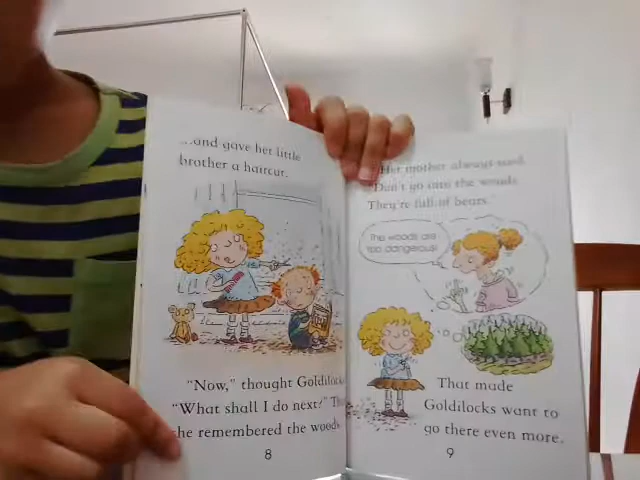 ...and gave her little
brother a haircut.
"Now," thought Goldilocks
"What shall I do next?"
she remembered the woods
8
Her mother always said,
"Don't go into the woods.
They're full of bears.
The woods are
too dangerous!
That made
Goldilocks want to
go there even more.
9